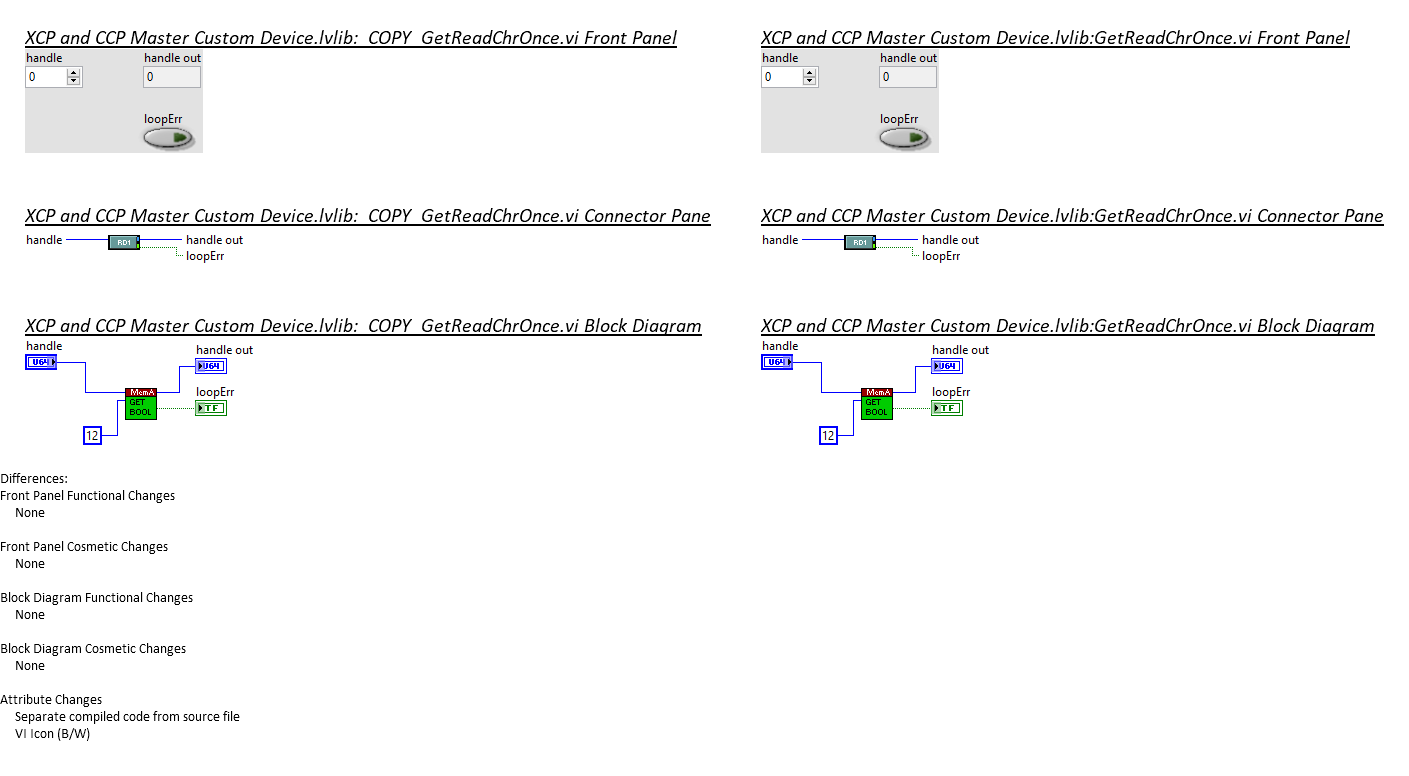 XCP and CCP Master Custom Device.lvlib:_COPY_GetReadChrOnce.vi Front Panel
handle
handle out
0
0
loopErr
XCP and CCP Master Custom Device.lvlib:GetReadChrOnce.vi Front Panel
handle
handle out
0
0
loopErr
XCP and CCP Master Custom Device.lvlib:_COPY_GetReadChrOnce.vi Connector Pane
handle
RD1
handle out
loopErr
XCP and CCP Master Custom Device.lvlib:GetReadChrOnce.vi Connector Pane
handle
RD1
handle out
loopErr
XCP and CCP Master Custom Device.lvlib:_COPY_GetReadChrOnce.vi Block Diagram
handle
handle out
U64
U64
MemA
GET
BOOL
loopErr
TF
12
XCP and CCP Master Custom Device.lvlib:GetReadChrOnce.vi Block Diagram
handle
handle out
U64
U64
MemA
GET
BOOL
loopErr
TF
12
Differences:
Front Panel Functional Changes
None
Front Panel Cosmetic Changes
None
Block Diagram Functional Changes
None
Block Diagram Cosmetic Changes
None
Attribute Changes
Separate compiled code from source file
VI Icon (B/W)